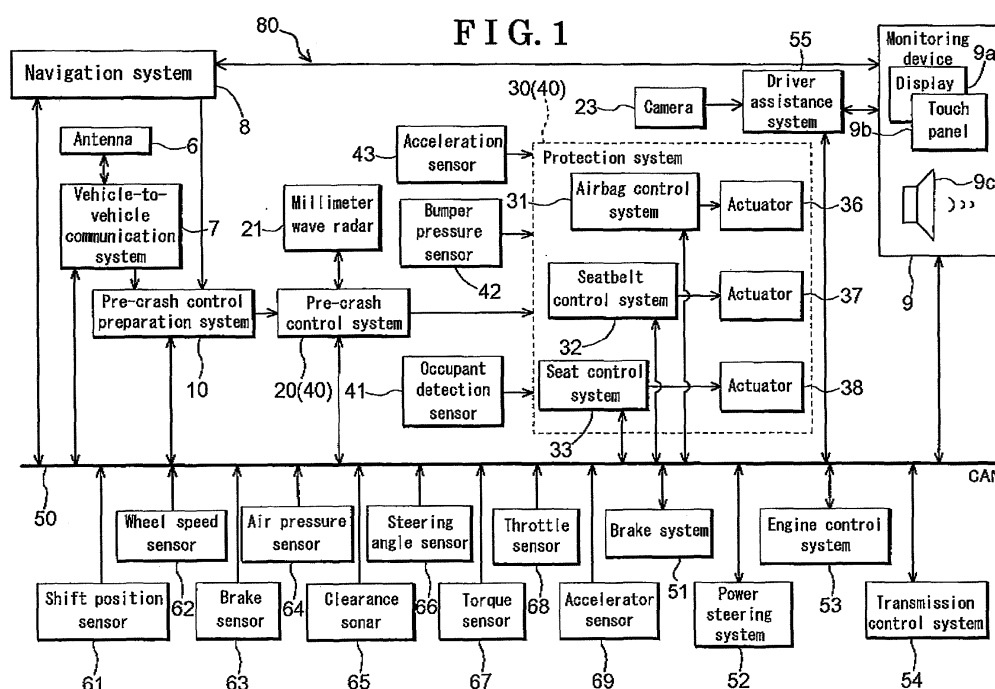 FIG. 1
80
55
Navigation system
8
Monitoring
device
9a
Display
Touch
panel
9b
9c
9
Driver
assistance
system
23
Camera
30(40)
Antenna
6
43
Acceleration
sensor
Protection system
Vehicle-to-
vehicle
communication
system
7
21
Millimeter
wave radar
Bumper
pressure
sensor
42
31
Airbag control
system
Actuator
36
Seatbelt
control system
32
Actuator
37
Pre-crash control
preparation system
10
Pre-crash
control system
20(40)
41
Occupant
detection
sensor
Seat control
system
33
Actuator
38
50
CAN
Wheel speed
sensor
62
Air pressure
sensor
64
Steering
angle sensor
66
Throttle
sensor
68
Brake system
51
Engine control
system
53
Shift position
sensor
61
Brake
sensor
63
Clearance
sonar
65
Torque
sensor
67
Accelerator
sensor
69
Power
steering
system
52
Transmission
control system
54